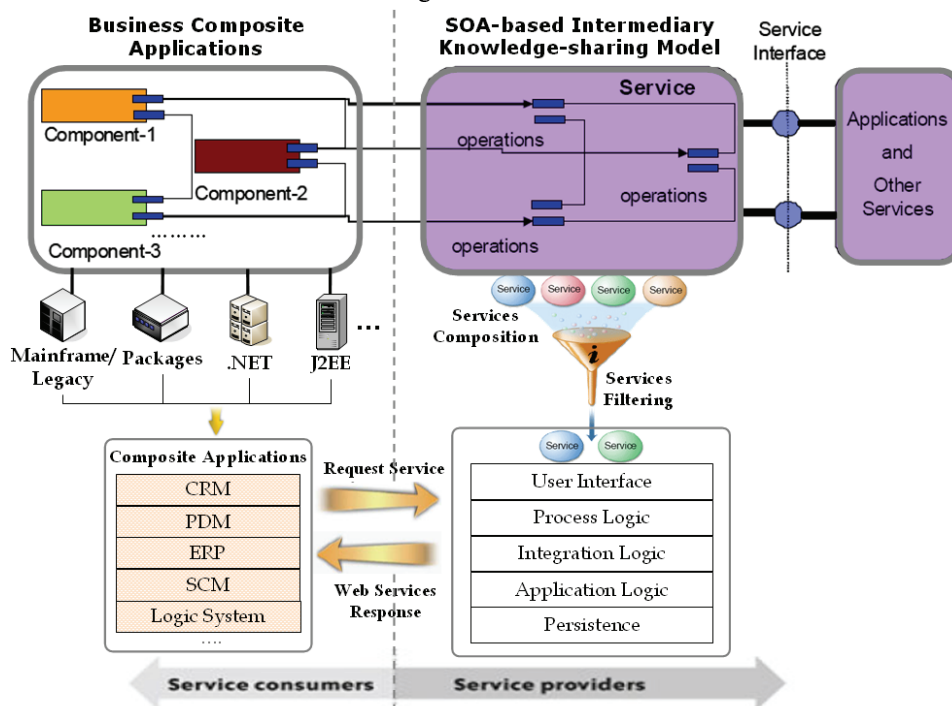 Business Composite
Applications
SOA-based Intermediary
Knowledge-sharing Model
Service
Interface
Component-1
Component-2
Component-3
………
Service
operations
operations
operations
Applications
and
Other
Services
Mainframe/
Legacy
Packages
.NET
J2EE
...
Service
Service
Service
Service
Services
Composition
i
Services
Filtering
Composite Applications
CRM
PDM
ERP
SCM
Logic System
....
Request Service
Web Services
Response
Service
Service
User Interface
Process Logic
Integration Logic
Application Logic
Persistence
Service consumers
Service providers